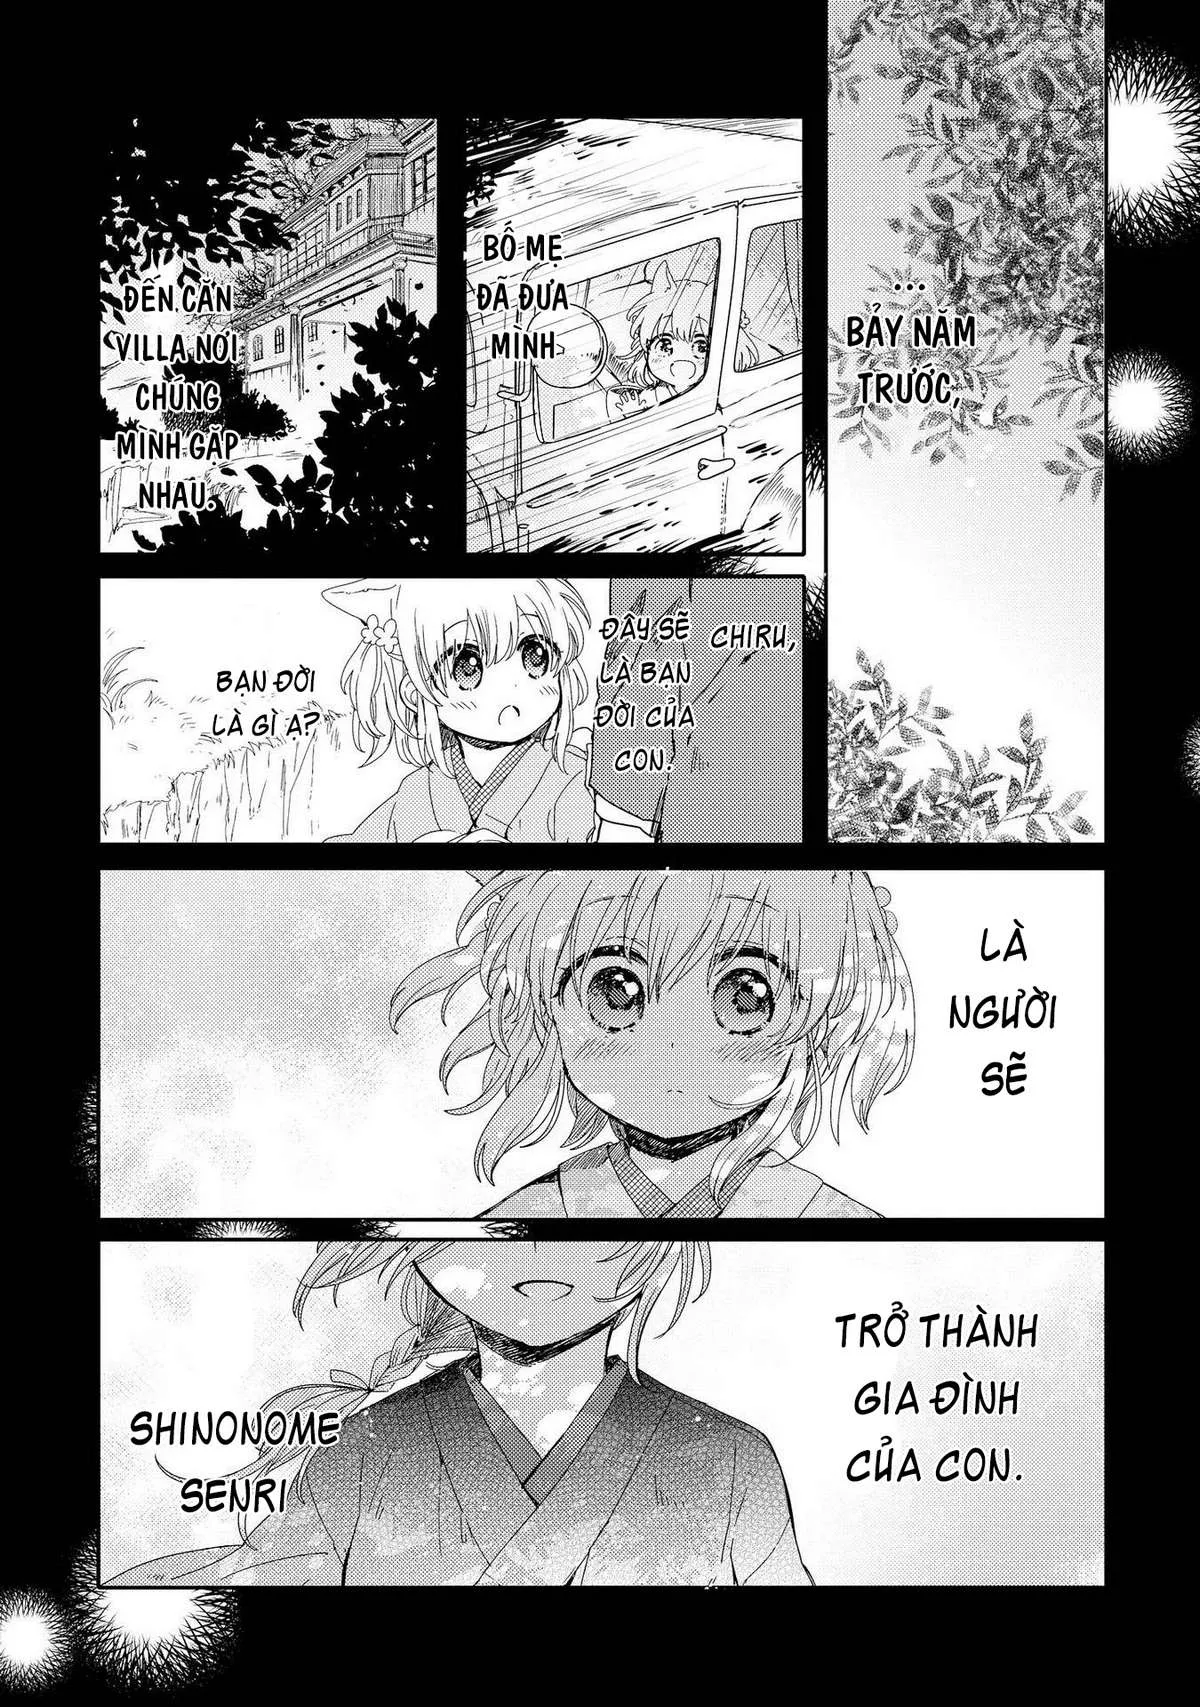 ...
BẢY NĂM
TRƯỚC,
BỐ MẸ
ĐÃ ĐƯA
MÌNH
ĐẾN CĂN
VILLA NƠI
CHÚNG
MÌNH GẶP
NHAU.
CHIRU,
ĐÂY SẼ
LÀ BẠN
ĐỜI CỦA
CON.
BẠN ĐỜI
LÀ GÌ Ạ?
LÀ
NGƯỜI
SẼ
TRỞ THÀNH
GIA ĐÌNH
CỦA CON.
SHINONOME
SENRI